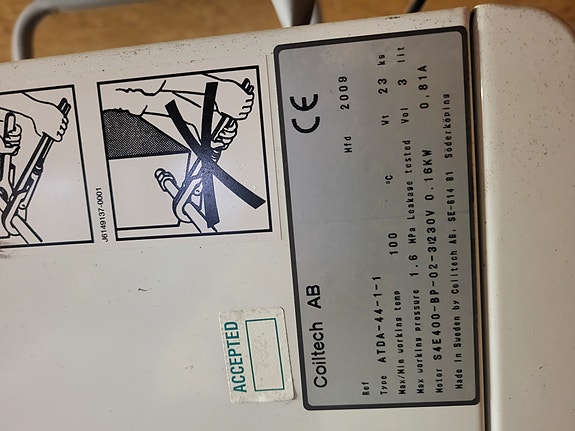 J6149137-0001
ACCEPTED
Coiltech AB CE
Ref Mfd 2009
Type ATDA-44-1-1
Max/Min working temp 100 °C Wt 23 kg
Max working pressure 1.6 MPa Leakage tested Vol 3 lit
Motor S4E400-BP-02-3/230V 0.16KW 0,81A
Made in Sweden by Coiltech AB, SE-614 81 Söderköping